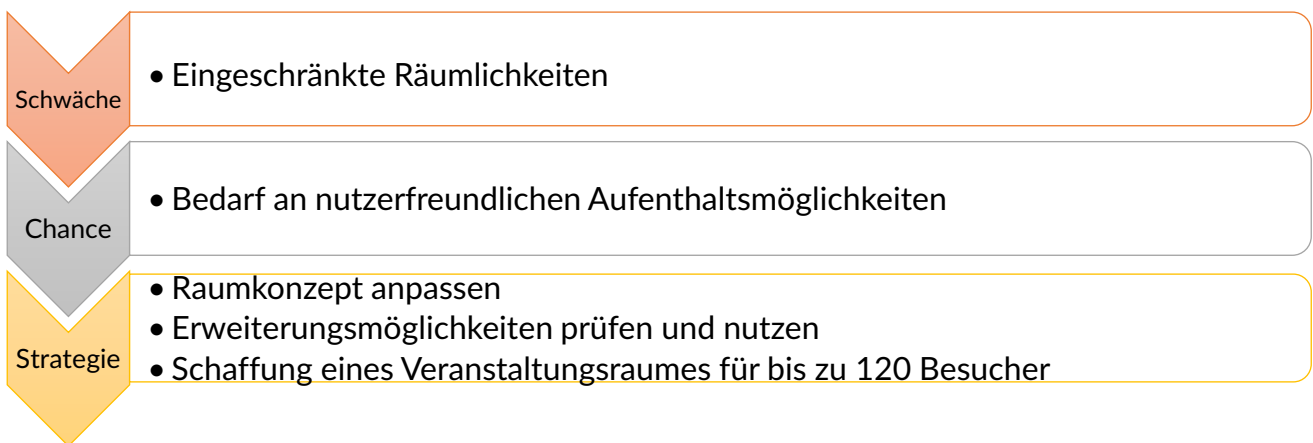 Schwäche
• Eingeschränkte Räumlichkeiten
Chance
• Bedarf an nutzerfreundlichen Aufenthaltsmöglichkeiten
Strategie
• Raumkonzept anpassen
• Erweiterungsmöglichkeiten prüfen und nutzen
• Schaffung eines Veranstaltungsraumes für bis zu 120 Besucher